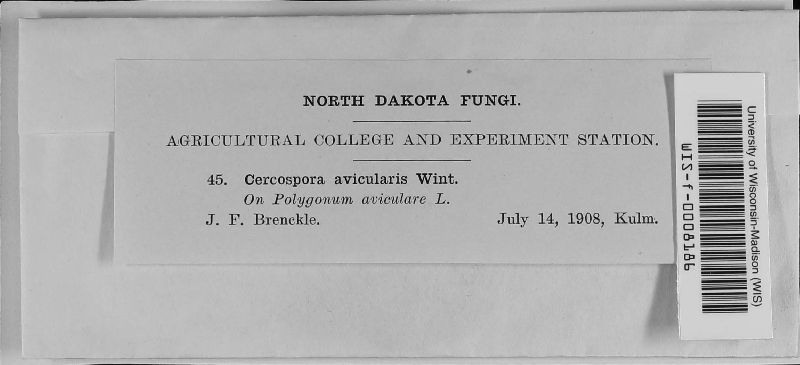 NORTH DAKOTA FUNGI.
AGRICULTURAL COLLEGE AND EXPERIMENT STATION.
45. Cercospora avicularis Wint.
On Polygonum aviculare L.
J. F. Brenckle. July 14, 1908, Kulm.
University of Wisconsin-Madison (WIS)
WIS-f-0008186